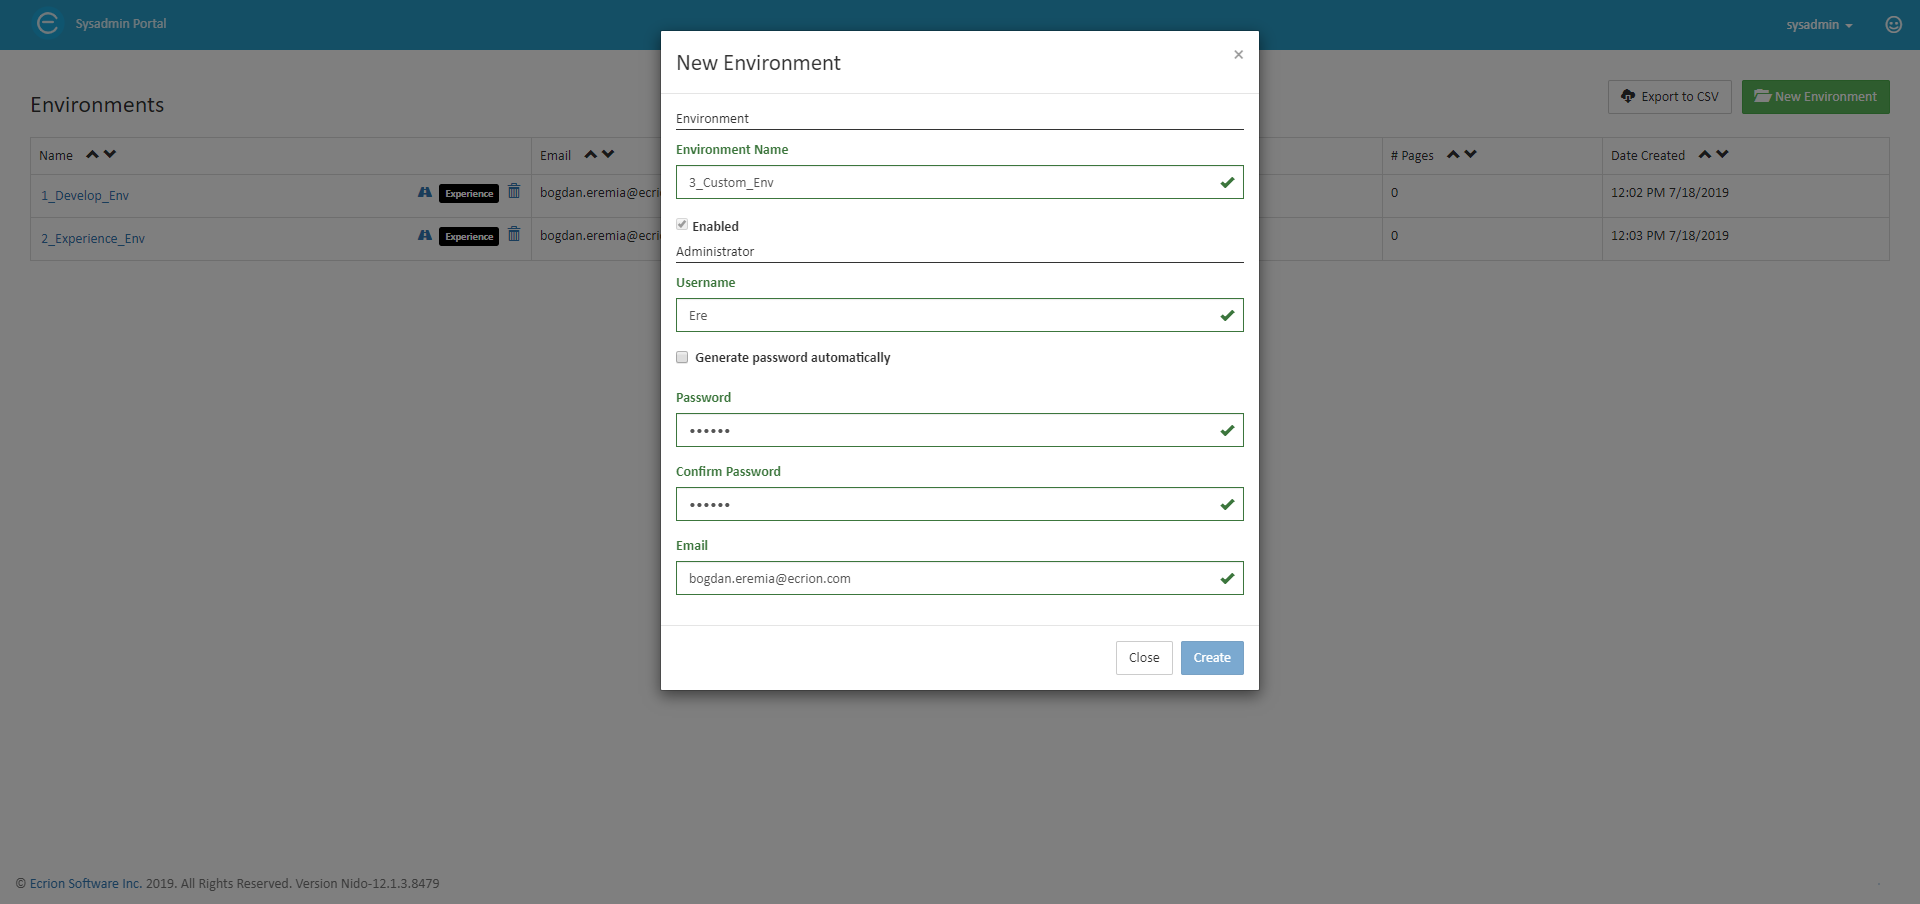 Sysadmin Portal
sysadmin
New Environment
×
Environments
Export to CSV
New Environment
Environment
Environment Name
3_Custom_Env
Enabled
Administrator
Username
Ere
Generate password automatically
Password
••••••
Confirm Password
••••••
Email
bogdan.eremia@ecrion.com
Close
Create
Name Email # Pages Date Created
1_Develop_Env Experience bogdan.eremia@ecri 0 12:02 PM 7/18/2019
2_Experience_Env Experience bogdan.eremia@ecri 0 12:03 PM 7/18/2019
© Ecrion Software Inc. 2019. All Rights Reserved. Version Nido-12.1.3.8479